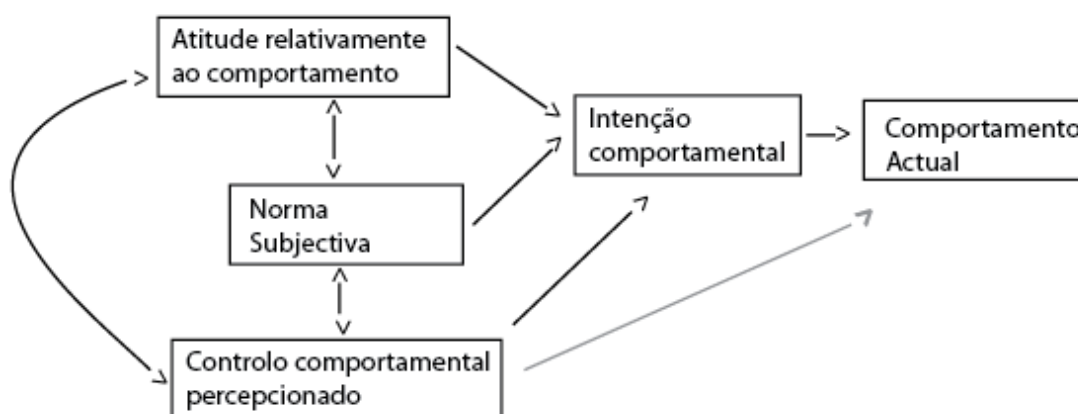 Atitude relativamente
ao comportamento
Intenção
comportamental
Comportamento
Actual
Norma
Subjectiva
Controlo comportamental
percepcionado